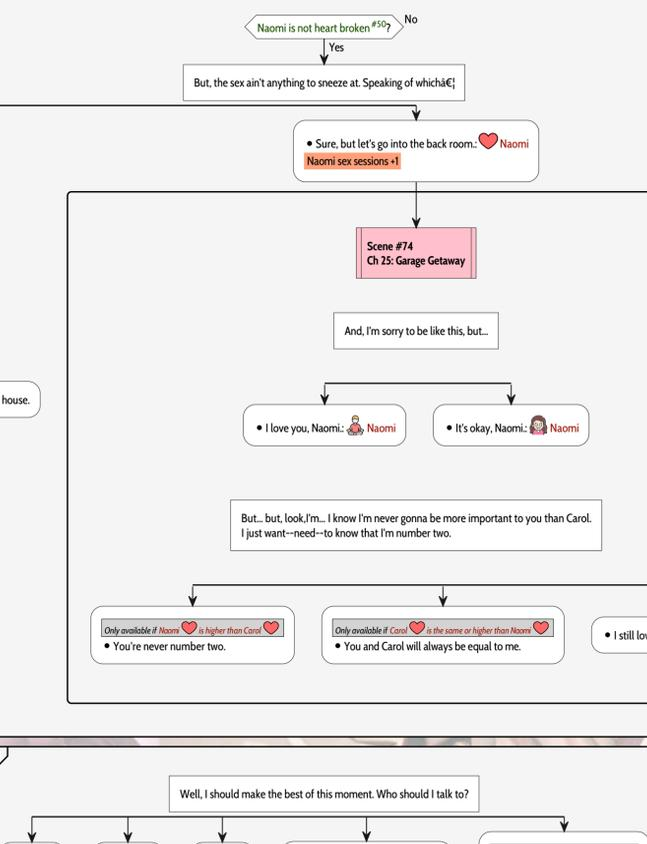 Naomi is not heart broken #50?
No
Yes
But, the sex ain't anything to sneeze at. Speaking of whichâ€¦
• Sure, but let's go into the back room.: Naomi
Naomi sex sessions +1
Scene #74
Ch 25: Garage Getaway
And, I'm sorry to be like this, but...
house.
• I love you, Naomi.: Naomi
• It's okay, Naomi.: Naomi
But... but, look,I'm... I know I'm never gonna be more important to you than Carol.
I just want--need--to know that I'm number two.
Only available if Naomi is higher than Carol
• You're never number two.
Only available if Carol is the same or higher than Naomi
• You and Carol will always be equal to me.
• I still lov
Well, I should make the best of this moment. Who should I talk to?